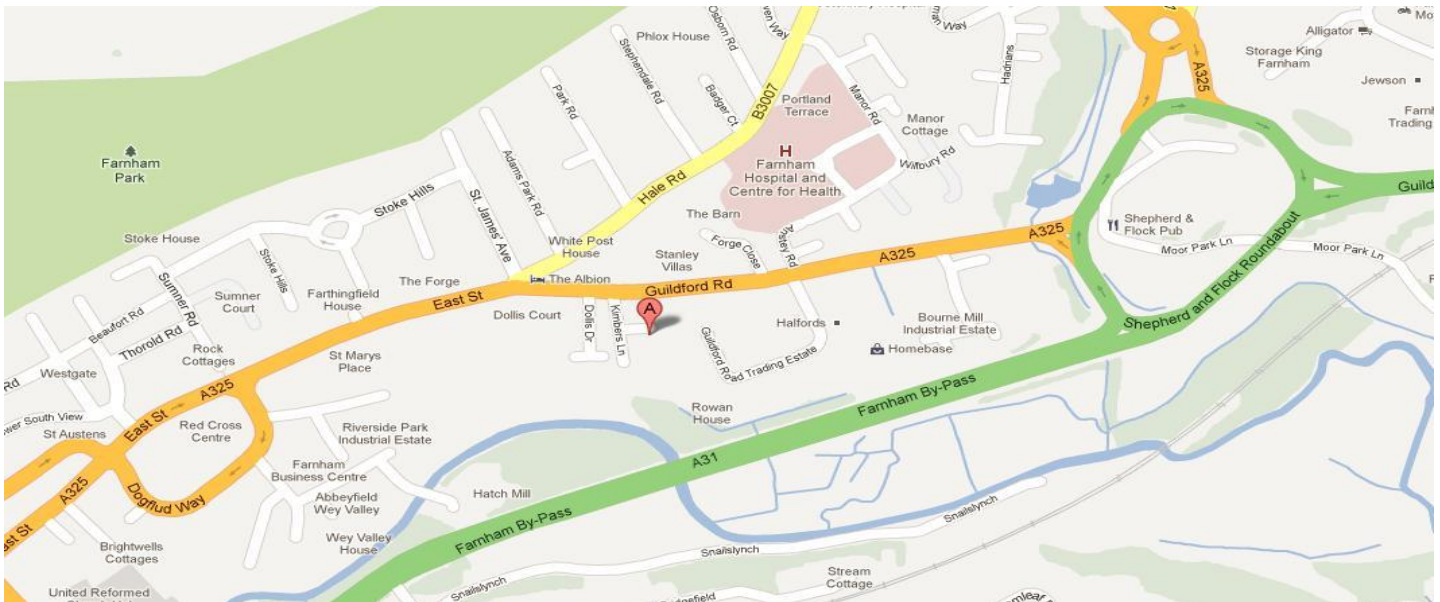 Osborn Rd
Phlox House
Stephendale Rd
Badger Ct
B3007
Hale Rd
Park Rd
Adams Park Rd
St. James' Ave
Stoke Hills
Farnham
Park
Stoke House
Stoke Hills
Sumner Rd
Beaufort Rd
Thorold Rd
Sumner
Court
Farthingfield
House
The Forge
White Post
House
The Albion
The Barn
Stanley
Villas
Forge Close
Anstey Rd
Portland
Terrace
Manor Rd
Manor
Cottage
Wilbury Rd
H
Farnham
Hospital and
Centre for Health
Hadnans
Way
A325
Alligator
Storage King
Farnham
Jewson
Trading
Shepherd &
Flock Pub
Moor Park Ln
Moor Park Ln
Shepherd and Flock Roundabout
A325
A325
Guildford Rd
East St
Dollis Court
Dollis Dr
Kimbers Ln
A
Guildford Road Trading Estate
Halfords
Bourne Mill
Industrial Estate
Homebase
Rock
Cottages
St Marys
Place
Westgate
St Austens
East St
A325
Red Cross
Centre
Riverside Park
Industrial Estate
Farnham
Business Centre
Abbeyfield
Wey Valley
Dogflud Way
A325
Brightwells
Cottages
Wey Valley
House
Hatch Mill
Rowan
House
Farnham By-Pass
A31
Farnham By-Pass
Snailslynch
Snailslynch
Snailslynch
Stream
Cottage
United Reformed